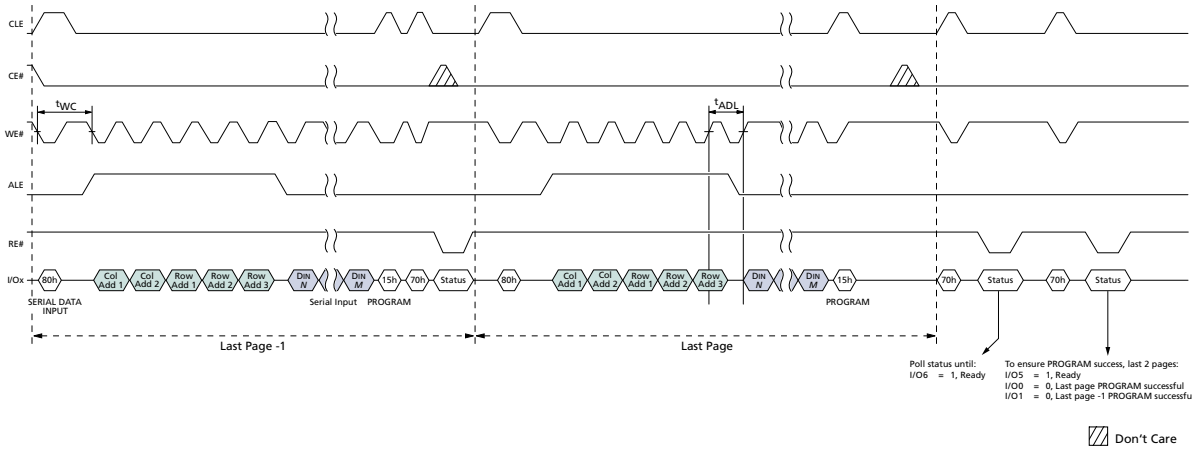 CLE
CE#
tWC
tADL
WE#
ALE
RE#
I/Ox
80h
Col Add 1
Col Add 2
Row Add 1
Row Add 2
Row Add 3
DIN N
DIN M
15h
70h
Status
80h
Col Add 1
Col Add 2
Row Add 1
Row Add 2
Row Add 3
DIN N
DIN M
15h
70h
Status
70h
Status
SERIAL DATA INPUT
Serial Input
PROGRAM
PROGRAM
Last Page -1
Last Page
Poll status until:
I/O6 = 1, Ready
To ensure PROGRAM success, last 2 pages:
I/O5 = 1, Ready
I/O0 = 0, Last page PROGRAM successful
I/O1 = 0, Last page -1 PROGRAM successfu
Don't Care